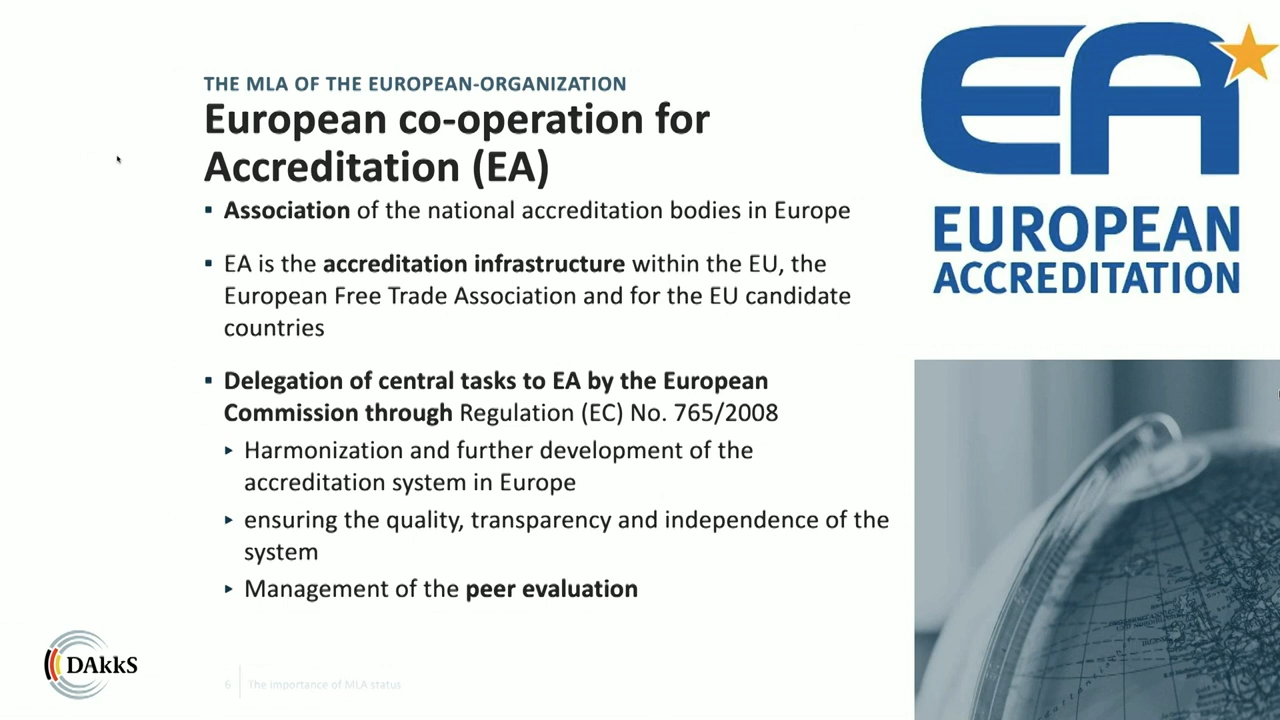 THE MLA OF THE EUROPEAN-ORGANIZATION
European co-operation for
Accreditation (EA)
▪ Association of the national accreditation bodies in Europe
▪ EA is the accreditation infrastructure within the EU, the
European Free Trade Association and for the EU candidate
countries
▪ Delegation of central tasks to EA by the European
Commission through Regulation (EC) No. 765/2008
▸ Harmonization and further development of the
accreditation system in Europe
▸ ensuring the quality, transparency and independence of the
system
▸ Management of the peer evaluation
EA
EUROPEAN
ACCREDITATION
DAkkS
6 The importance of MLA status